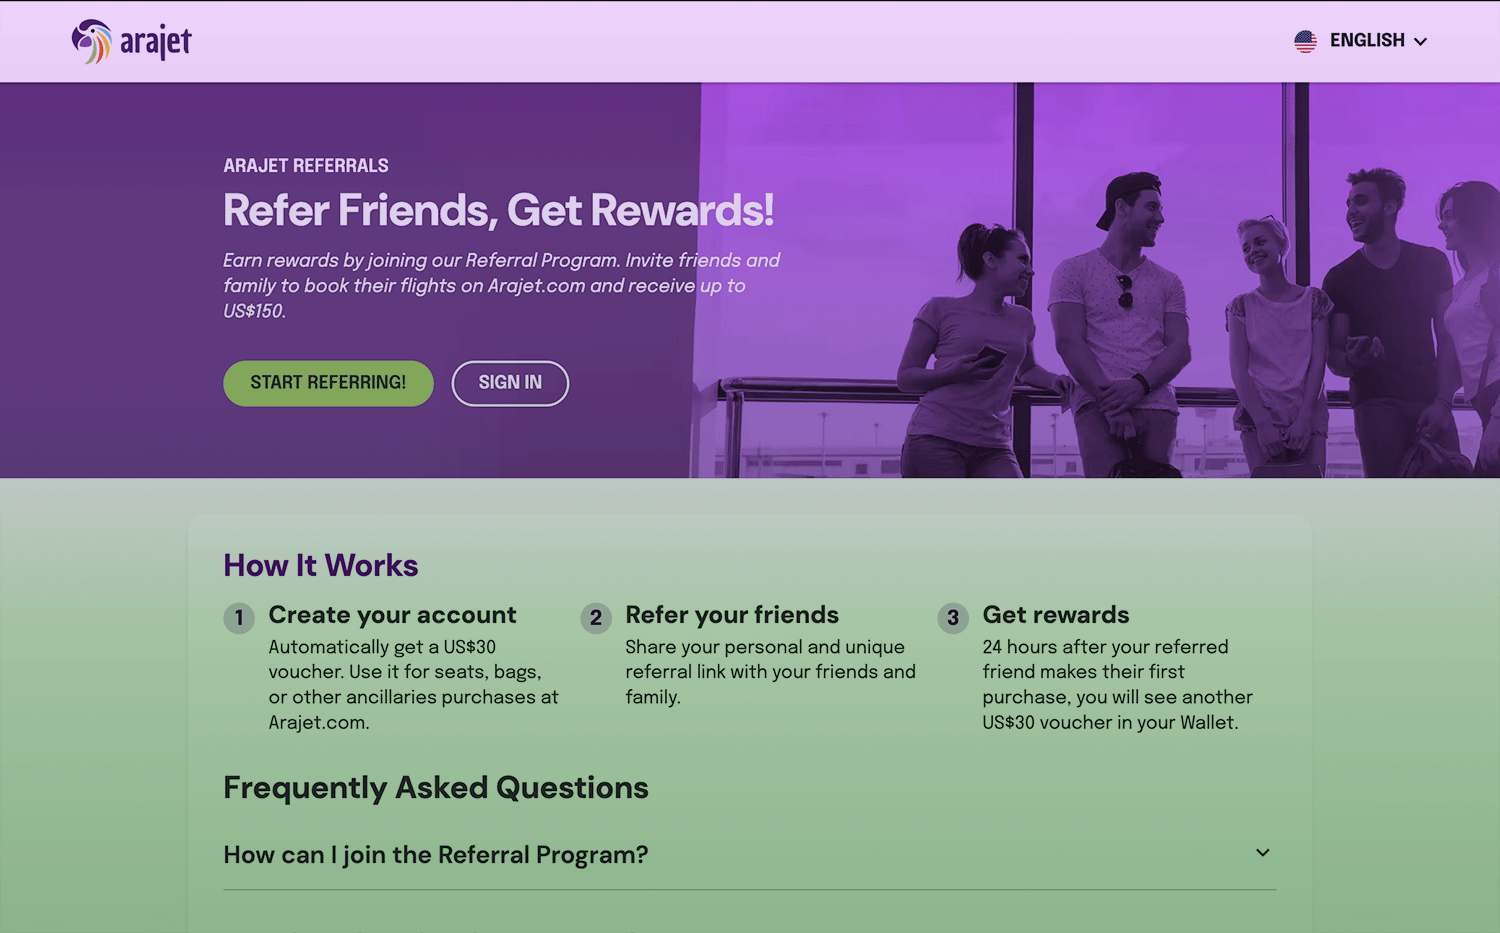 arajet
ENGLISH
ARAJET REFERRALS
Refer Friends, Get Rewards!
Earn rewards by joining our Referral Program. Invite friends and
family to book their flights on Arajet.com and receive up to
US$150.
START REFERRING!
SIGN IN
How It Works
1
Create your account
Automatically get a US$30
voucher. Use it for seats, bags,
or other ancillaries purchases at
Arajet.com.
2
Refer your friends
Share your personal and unique
referral link with your friends and
family.
3
Get rewards
24 hours after your referred
friend makes their first
purchase, you will see another
US$30 voucher in your Wallet.
Frequently Asked Questions
How can I join the Referral Program?